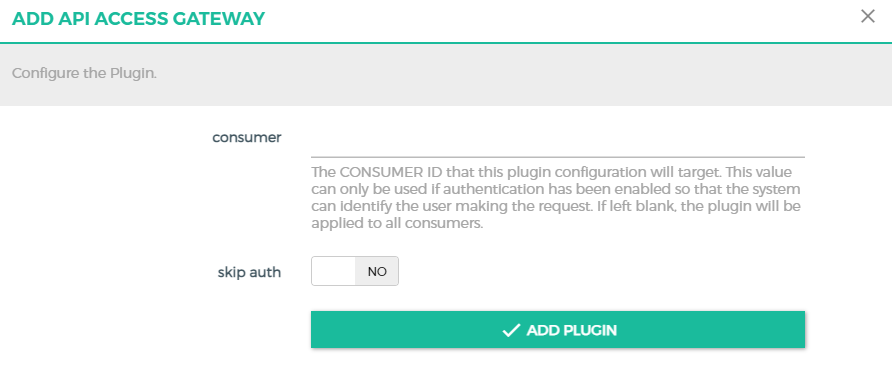 ADD API ACCESS GATEWAY
Configure the Plugin.
consumer
The CONSUMER ID that this plugin configuration will target. This value
can only be used if authentication has been enabled so that the system
can identify the user making the request. If left blank, the plugin will be
applied to all consumers.
skip auth
NO
ADD PLUGIN